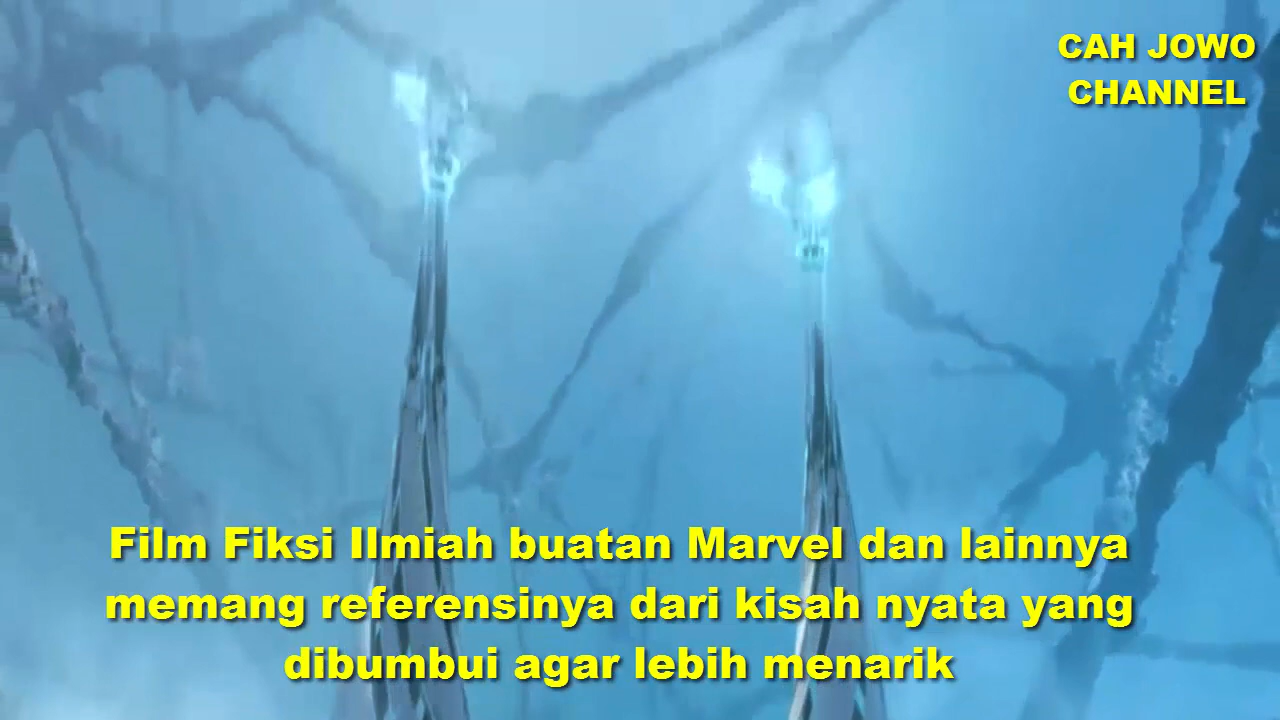 CAH JOWO
CHANNEL
Film Fiksi Ilmiah buatan Marvel dan lainnya
memang referensinya dari kisah nyata yang
dibumbui agar lebih menarik